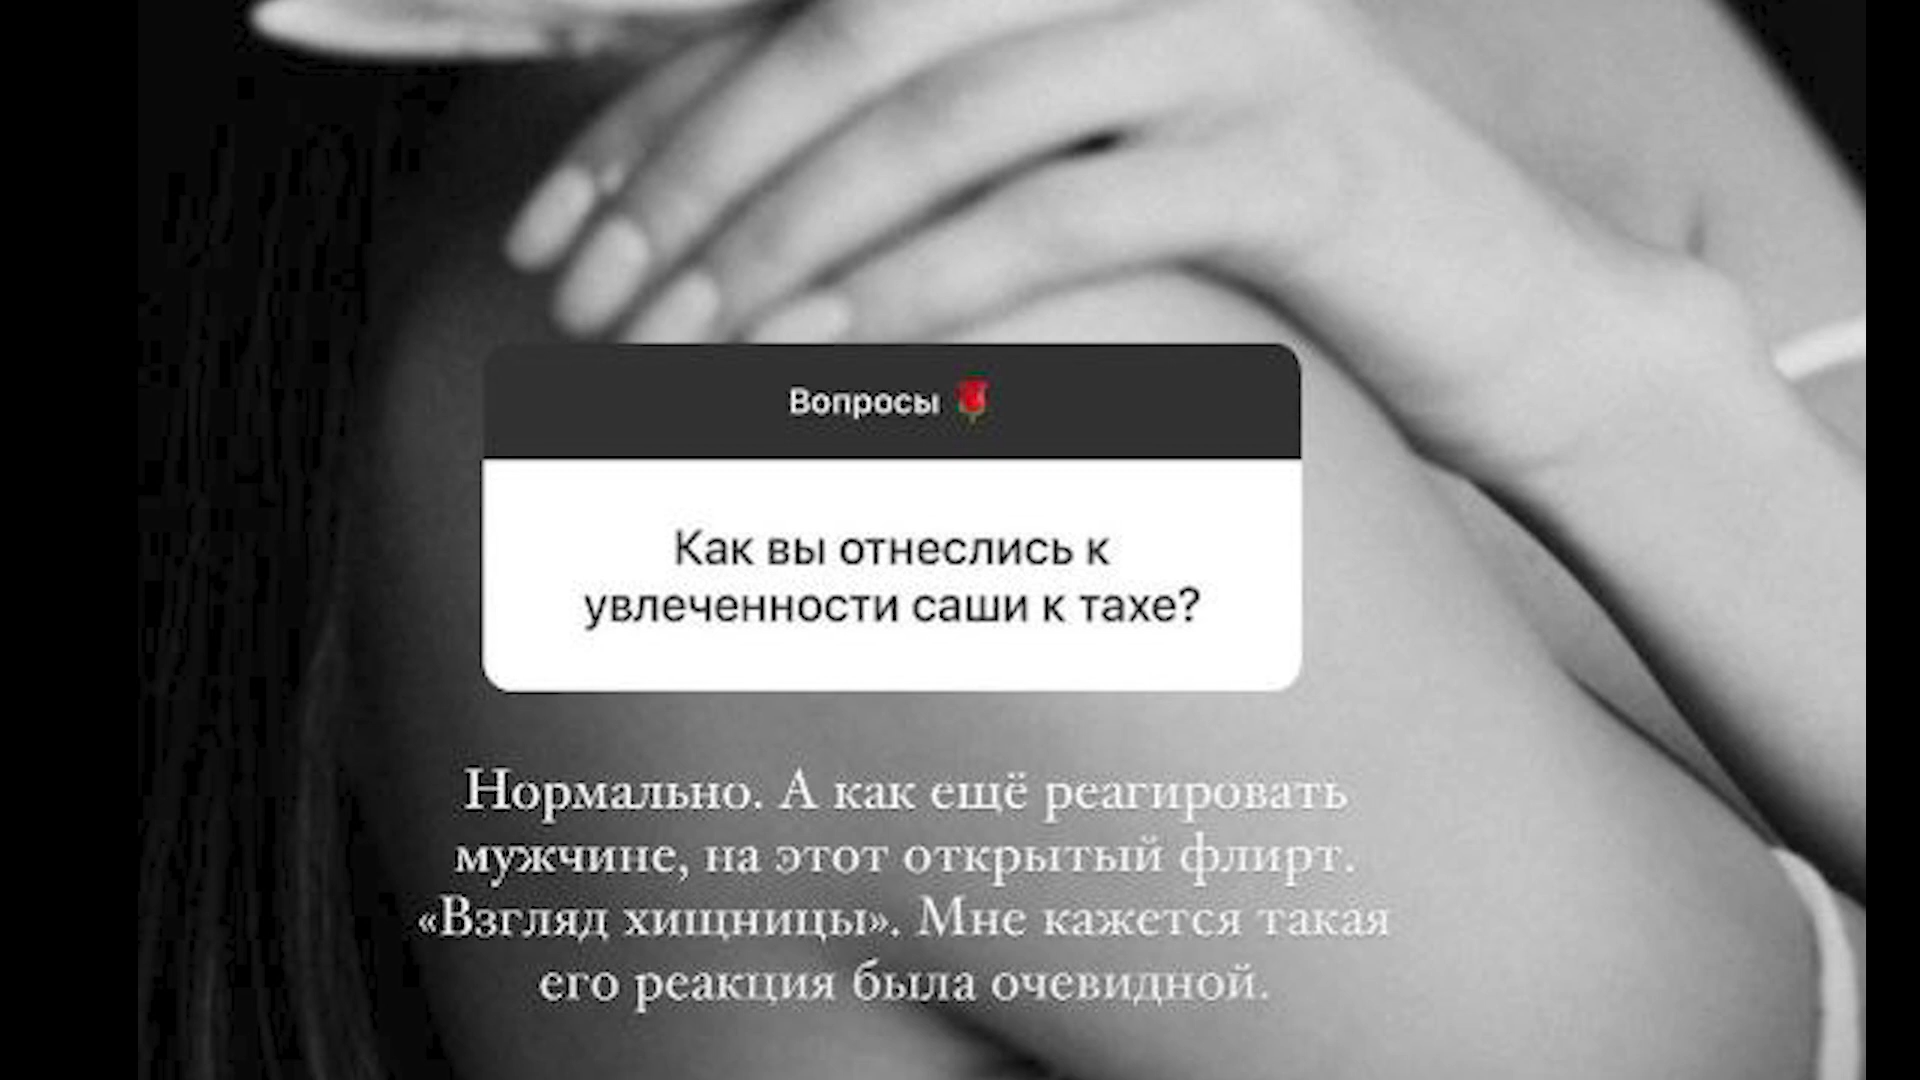 Вопросы 🌹
Как вы отнеслись к
увлеченности саши к тахе?
Нормально. А как ещё реагировать
мужчине, на этот открытый флирт.
«Взгляд хищницы». Мне кажется такая
его реакция была очевидной.